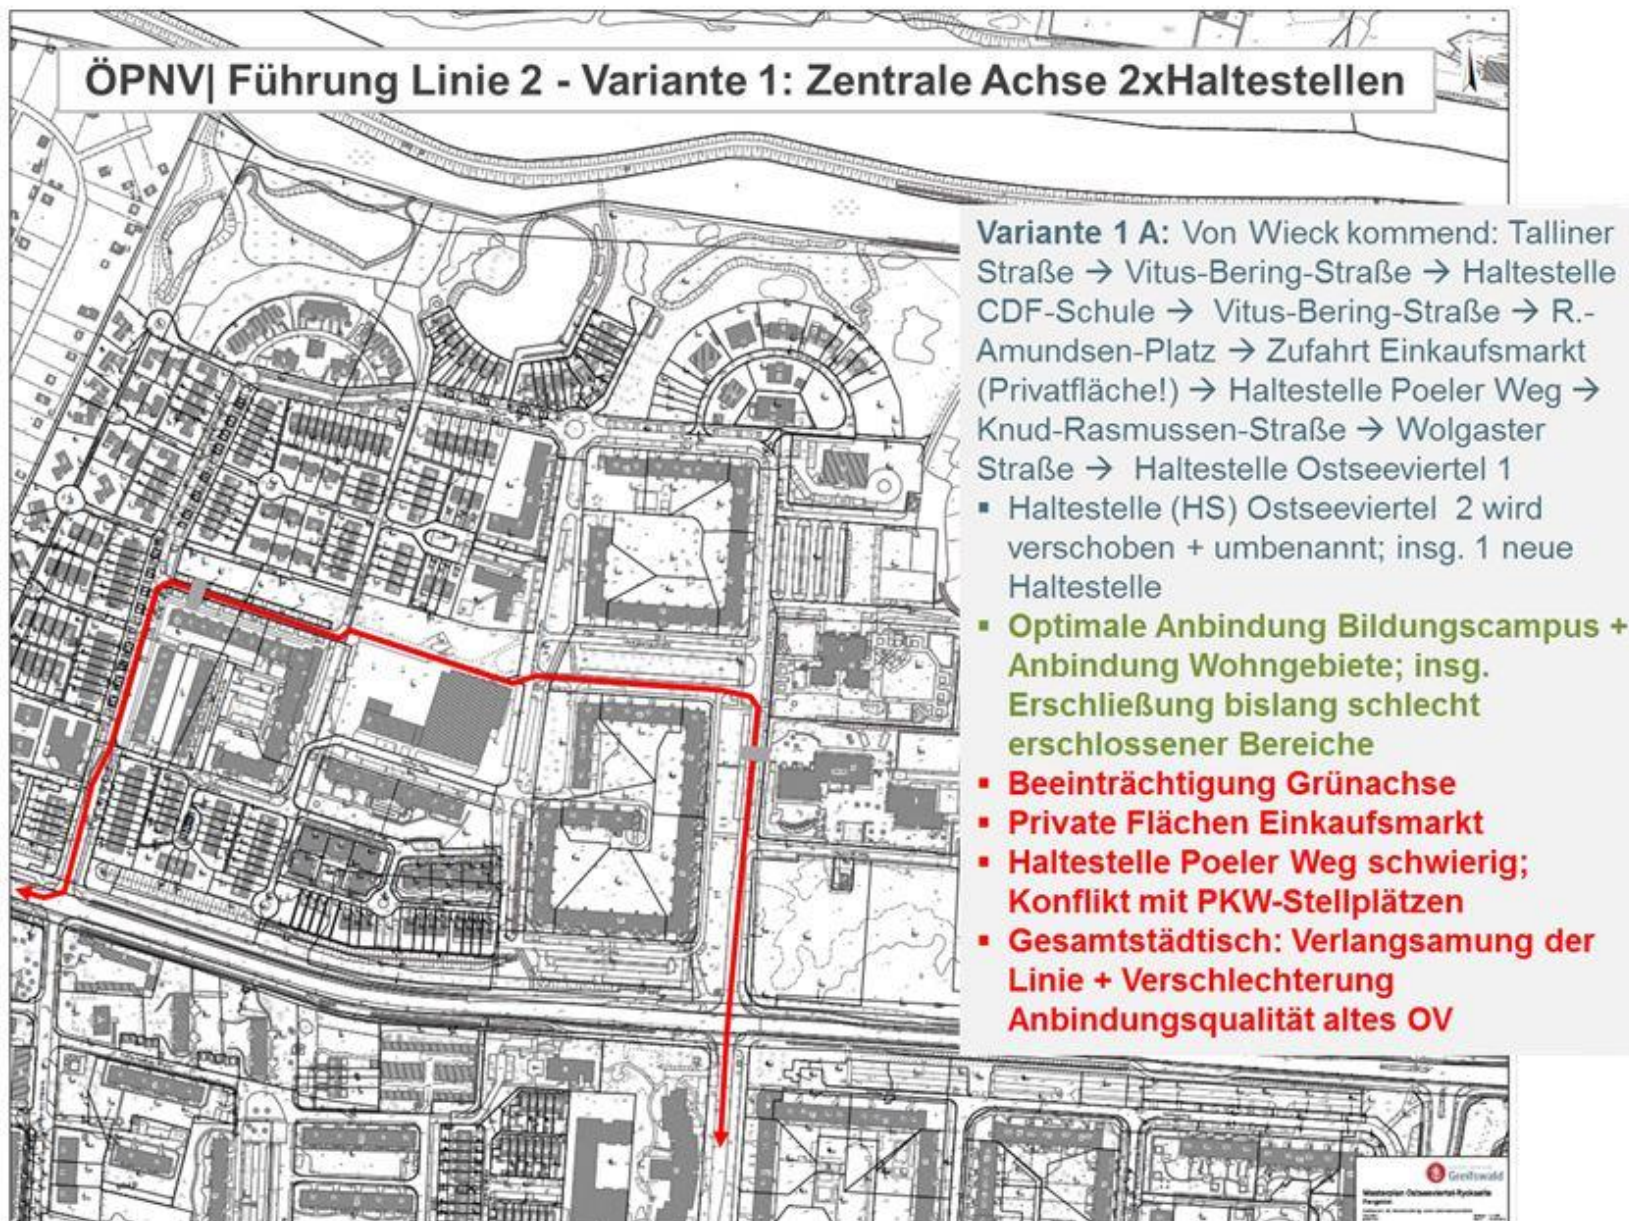 ÖPNV| Führung Linie 2 - Variante 1: Zentrale Achse 2xHaltestellen
Variante 1 A: Von Wieck kommend: Talliner
Straße → Vitus-Bering-Straße → Haltestelle
CDF-Schule → Vitus-Bering-Straße → R.-
Amundsen-Platz → Zufahrt Einkaufsmarkt
(Privatfläche!) → Haltestelle Poeler Weg →
Knud-Rasmussen-Straße → Wolgaster
Straße → Haltestelle Ostseeviertel 1
▪ Haltestelle (HS) Ostseeviertel 2 wird
verschoben + umbenannt; insg. 1 neue
Haltestelle
▪ Optimale Anbindung Bildungscampus +
Anbindung Wohngebiete; insg.
Erschließung bislang schlecht
erschlossener Bereiche
▪ Beeinträchtigung Grünachse
▪ Private Flächen Einkaufsmarkt
▪ Haltestelle Poeler Weg schwierig;
Konflikt mit PKW-Stellplätzen
▪ Gesamtstädtisch: Verlangsamung der
Linie + Verschlechterung
Anbindungsqualität altes OV
Greifswald
Masterplan Ostseeviertel-Ryckseite